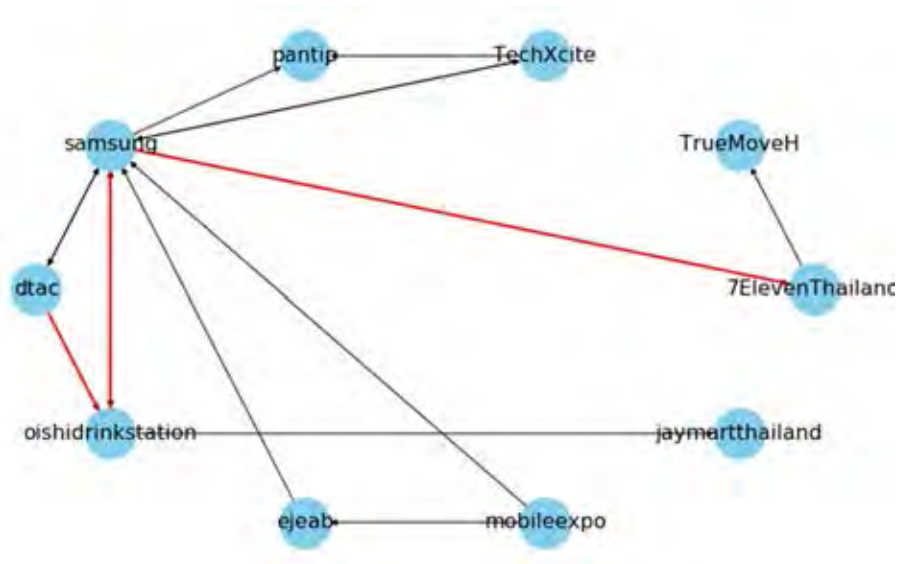 pantip
TechXcite
samsung
TrueMoveH
dtac
7ElevenThailand
oishidrinkstation
jaymartthailand
ejeab
mobileexpo